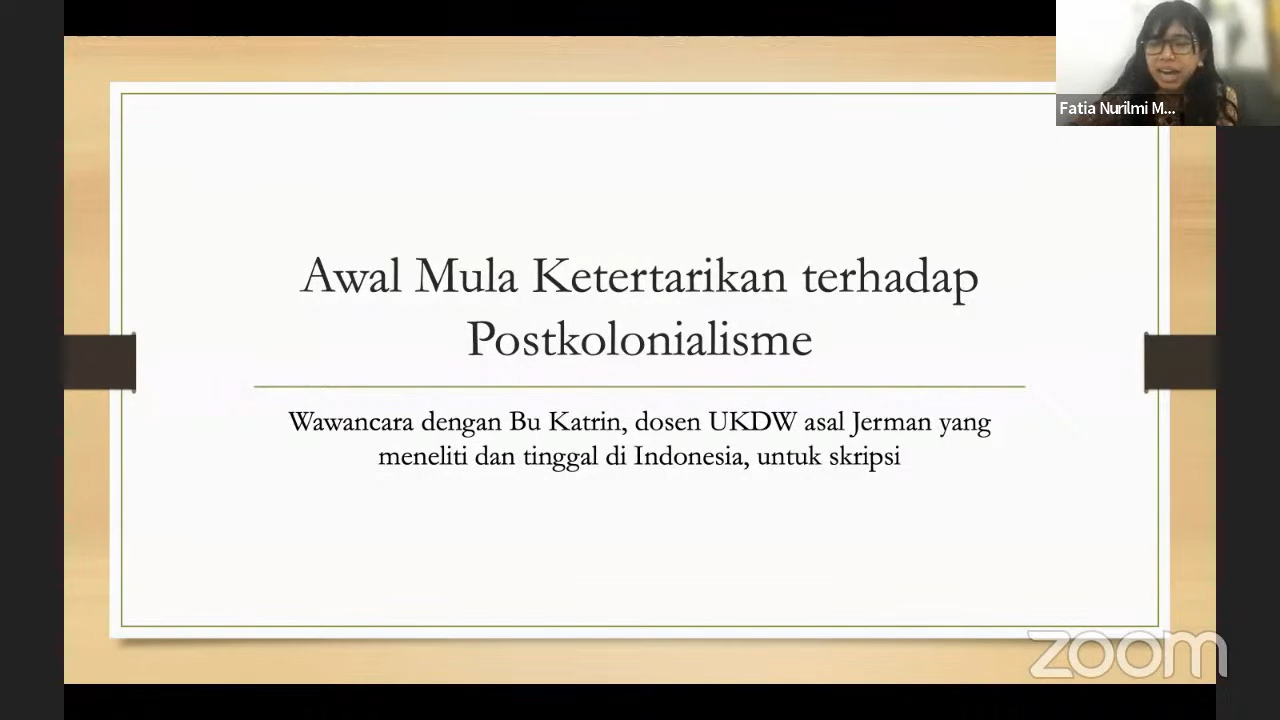 Fatia Nurilmi M...
Awal Mula Ketertarikan terhadap
Postkolonialisme
Wawancara dengan Bu Katrin, dosen UKDW asal Jerman yang
meneliti dan tinggal di Indonesia, untuk skripsi
zoom